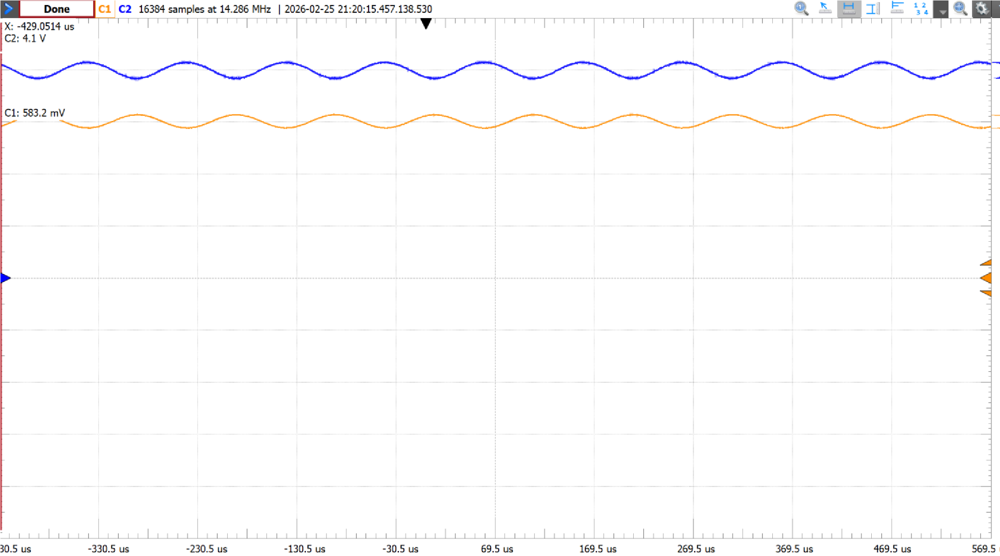 Done C1 C2 16384 samples at 14.286 MHz | 2026-02-25 21:20:15.457.138.530
X: -429.0514 us
C2: 4.1 V
C1: 583.2 mV
30.5 us -330.5 us -230.5 us -130.5 us -30.5 us 69.5 us 169.5 us 269.5 us 369.5 us 469.5 us 569.5